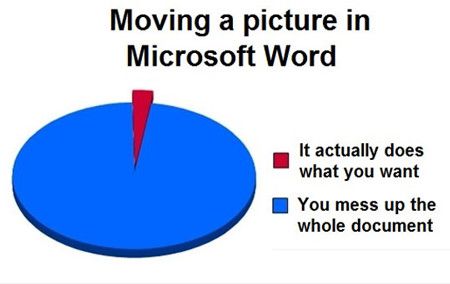 Moving a picture in
Microsoft Word
It actually does
what you want
You mess up the
whole document